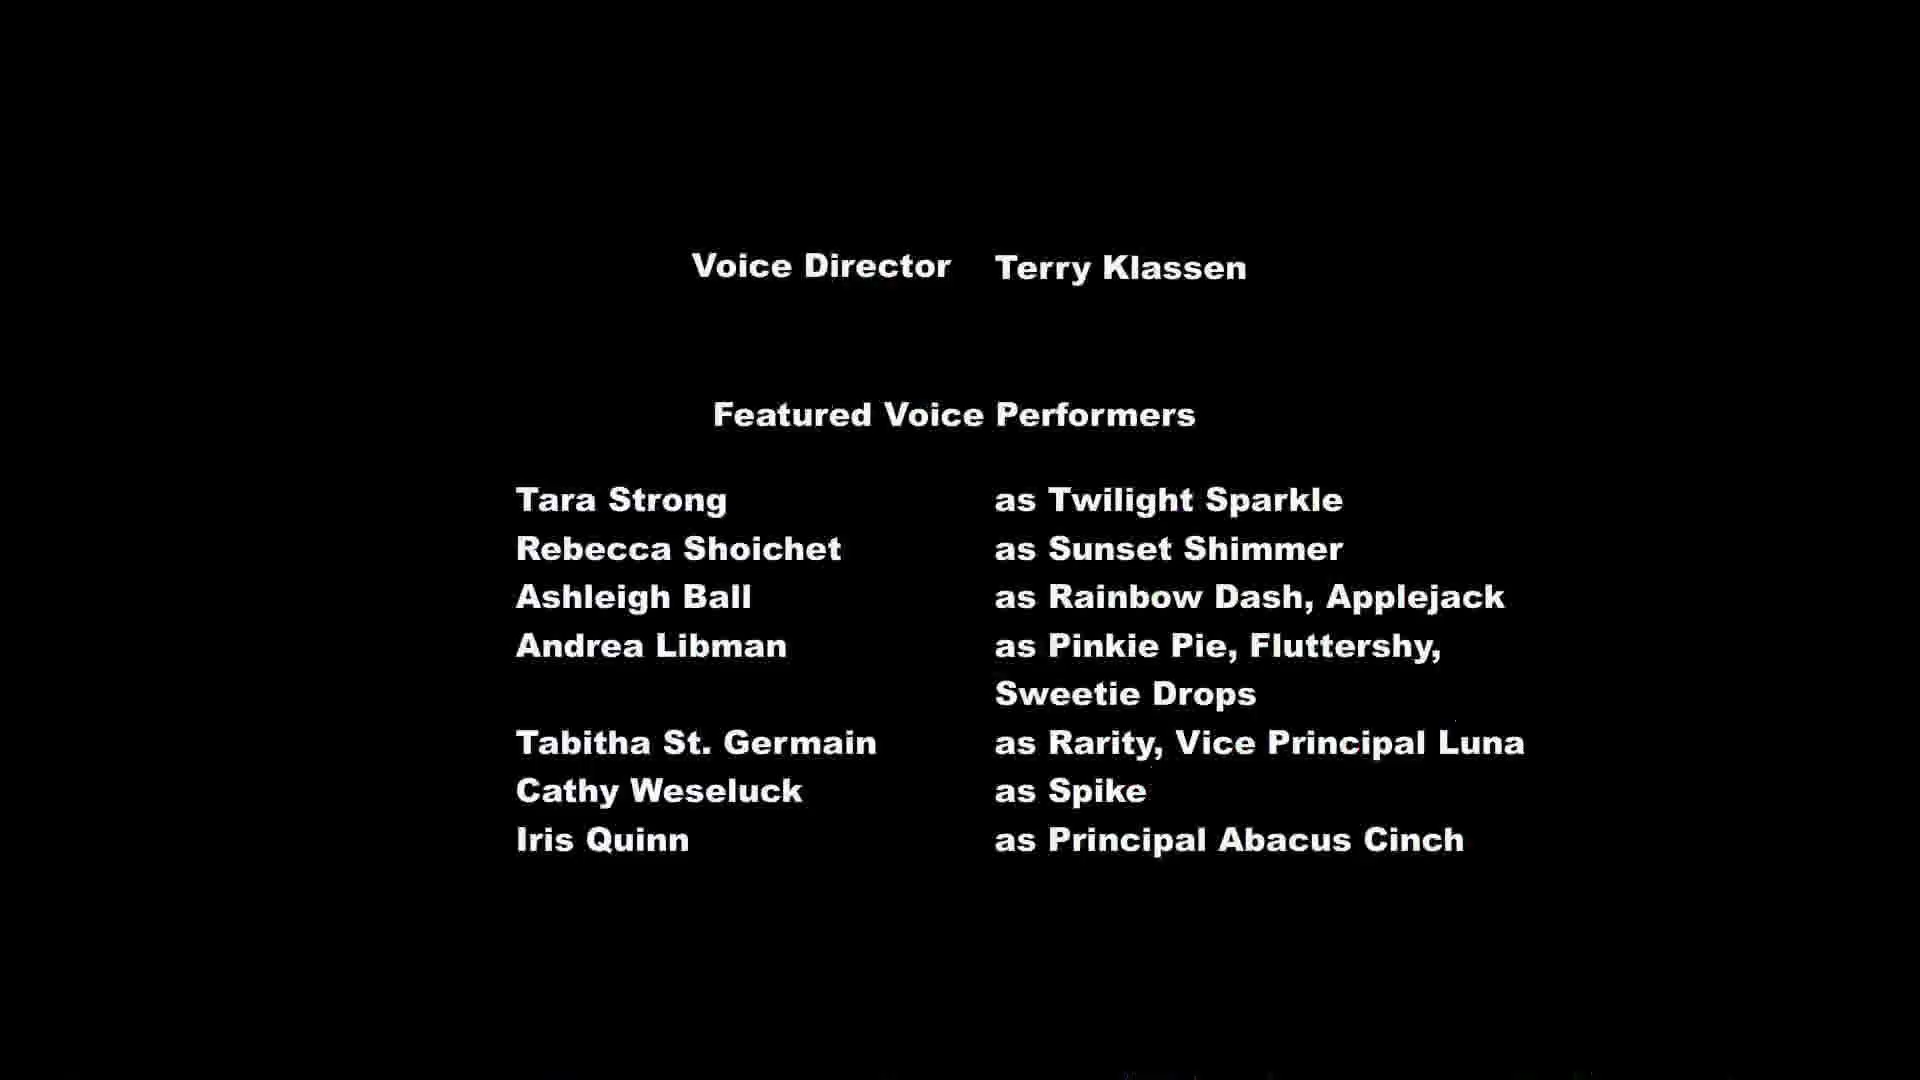 Voice Director Terry Klassen
Featured Voice Performers
Tara Strong as Twilight Sparkle
Rebecca Shoichet as Sunset Shimmer
Ashleigh Ball as Rainbow Dash, Applejack
Andrea Libman as Pinkie Pie, Fluttershy,
Sweetie Drops
Tabitha St. Germain as Rarity, Vice Principal Luna
Cathy Weseluck as Spike
Iris Quinn as Principal Abacus Cinch